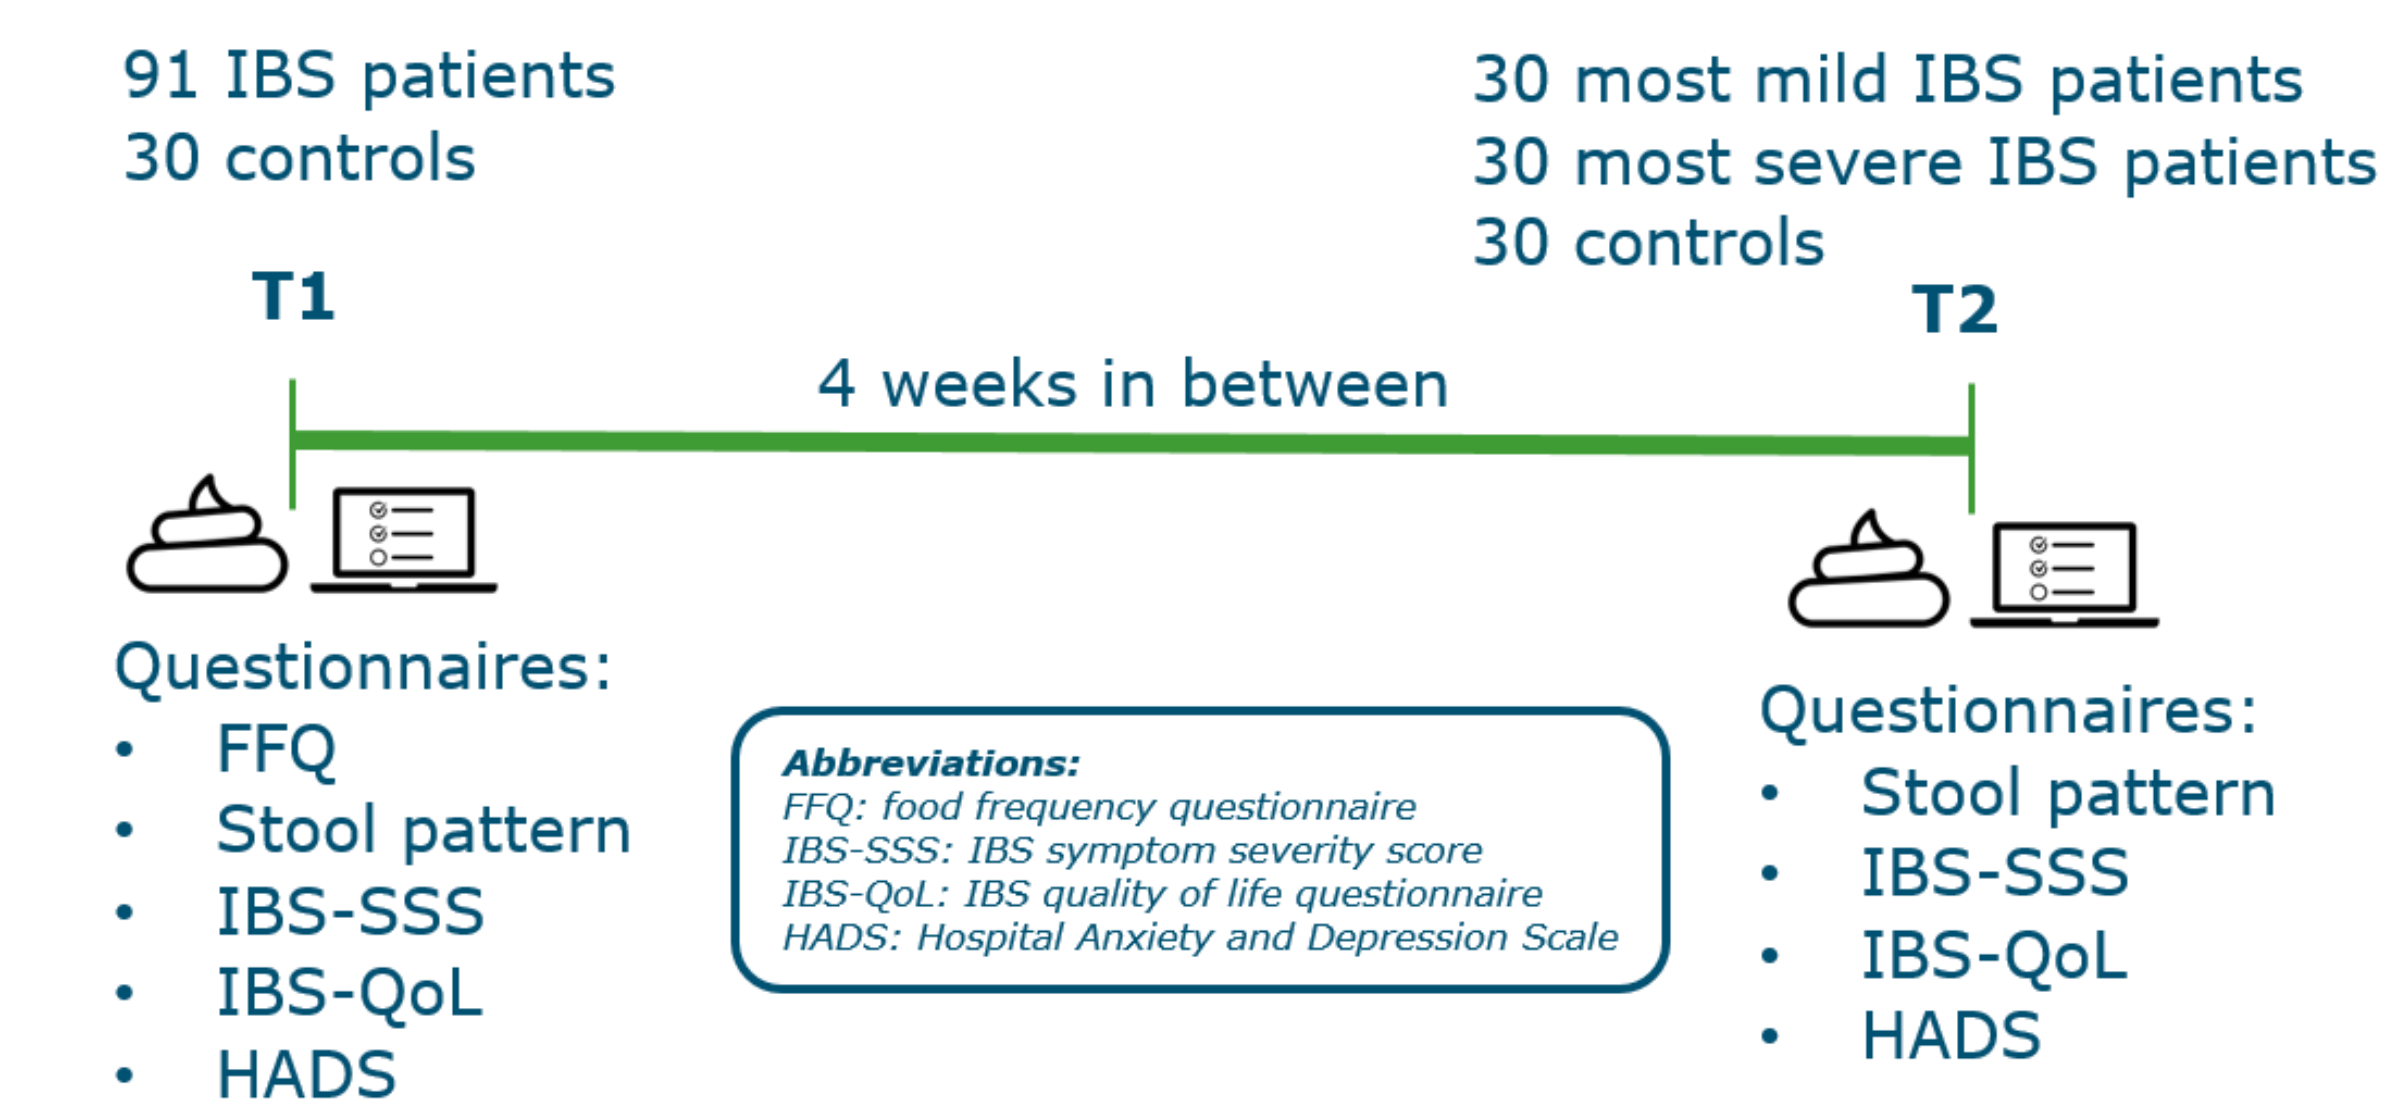 91 IBS patients
30 controls
T1
30 most mild IBS patients
30 most severe IBS patients
30 controls
T2
4 weeks in between
Questionnaires:
• FFQ
• Stool pattern
• IBS-SSS
• IBS-QoL
• HADS
Abbreviations:
FFQ: food frequency questionnaire
IBS-SSS: IBS symptom severity score
IBS-QoL: IBS quality of life questionnaire
HADS: Hospital Anxiety and Depression Scale
Questionnaires:
• Stool pattern
• IBS-SSS
• IBS-QoL
• HADS